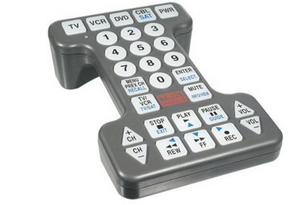 TV VCR DVD CBL SAT PWR
1 2 3
4 5 6
7 8 9
MENU PREV CH RECALL 0 ENTER SELECT
TV/VCR TV/SAT MUTE
STOP EXIT PLAY PAUSE GUIDE
+ CH + VOL
CH - REW FF REC VOL -